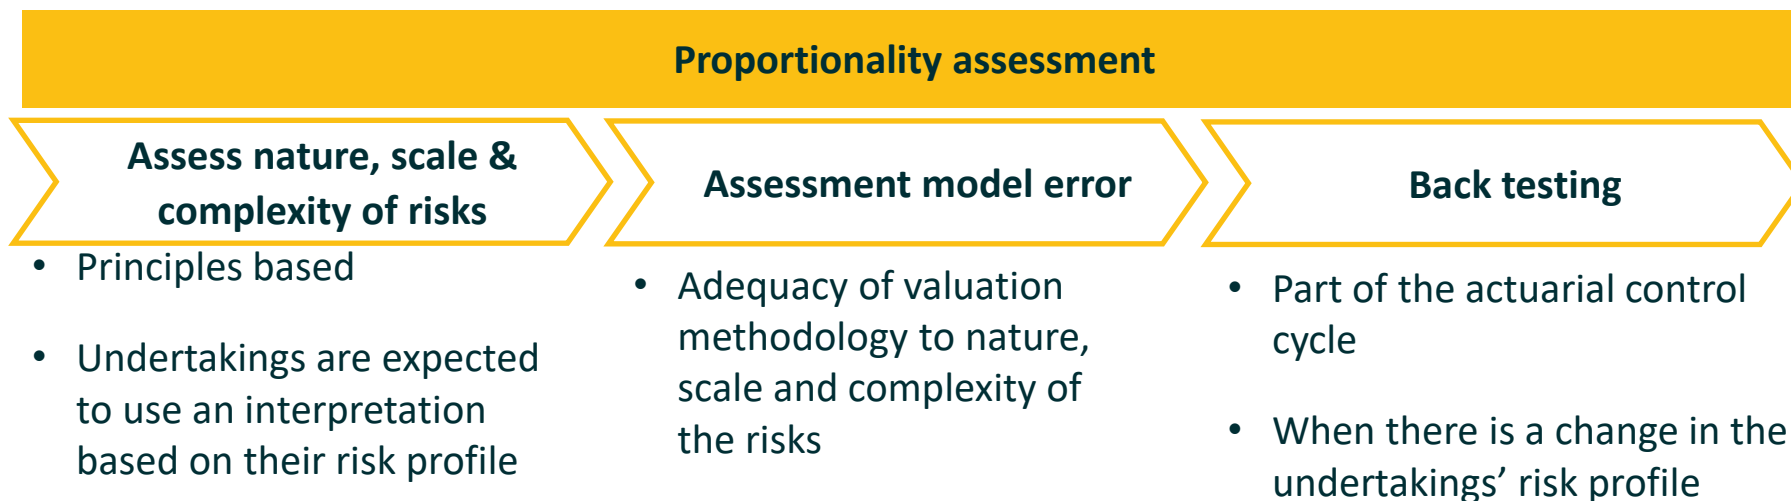 Proportionality assessment
Assess nature, scale &
complexity of risks
• Principles based
• Undertakings are expected
to use an interpretation
based on their risk profile
Assessment model error
• Adequacy of valuation
methodology to nature,
scale and complexity of
the risks
Back testing
• Part of the actuarial control
cycle
• When there is a change in the
undertakings’ risk profile